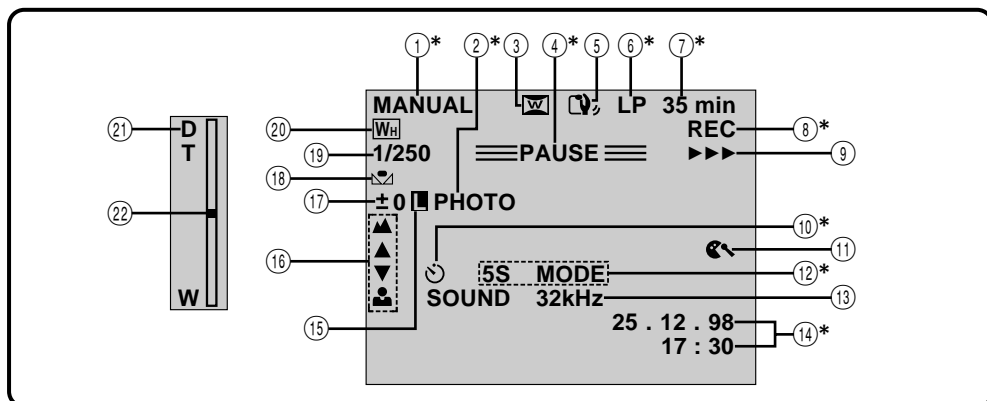 ①* ②* ③ ④* ⑤ ⑥* ⑦*
MANUAL W LP 35 min
⑳ WH REC ⑧*
⑲ 1/250 PAUSE ►►► ⑨
⑱
⑰ ±0 L PHOTO
⑩*
⑪
⑯
5S MODE ⑫*
SOUND 32kHz ⑬
⑮
25 . 12 . 98
17 : 30
⑭*
㉑ D
T
㉒
W